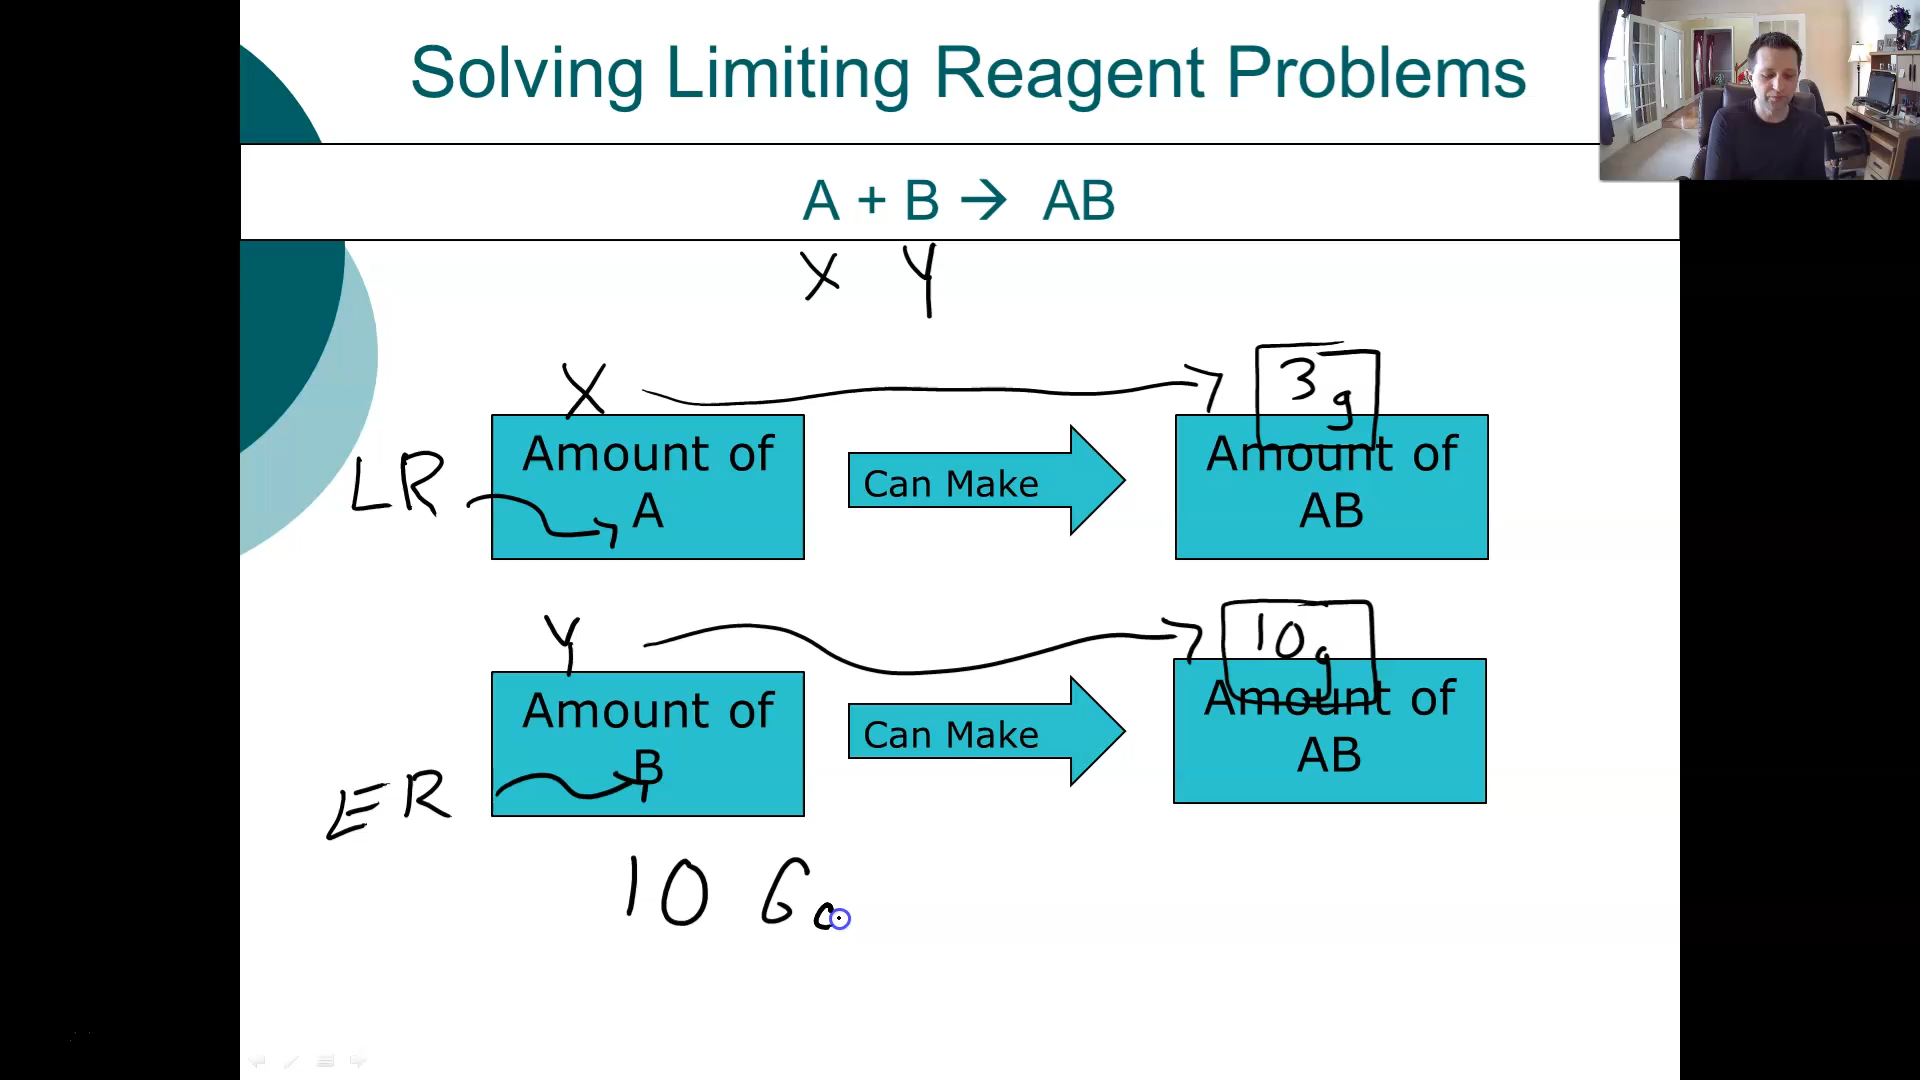 Solving Limiting Reagent Problems
A + B → AB
X Y
X
3g
Amount of
A
Can Make
Amount of
AB
LR
Y
10g
Amount of
B
Can Make
Amount of
AB
ER
10